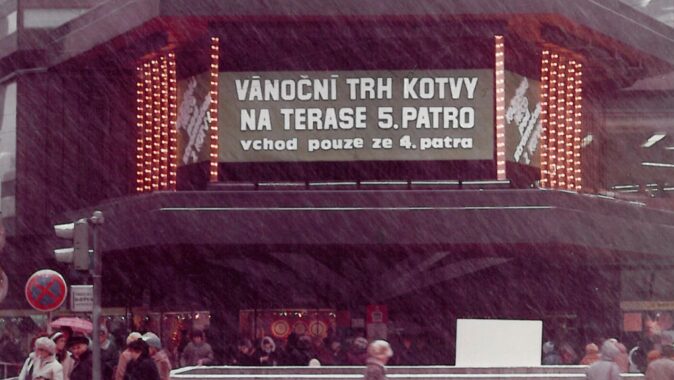 VÁNOČNÍ TRH KOTVY
NA TERASE 5. PATRO
vchod pouze ze 4. patra